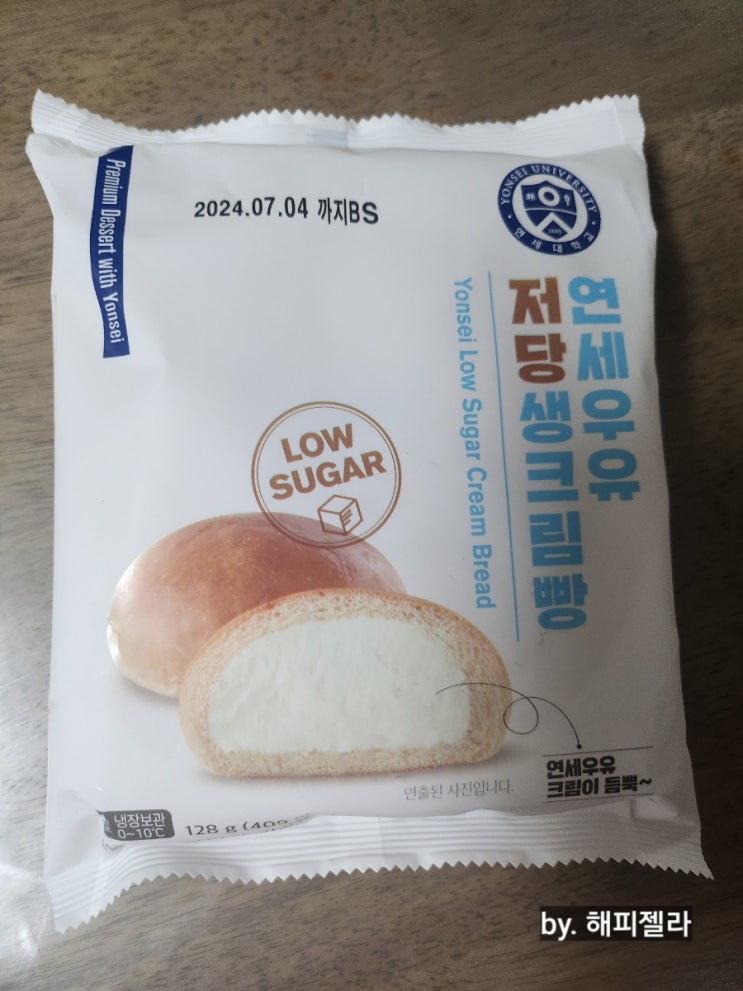 Premium Dessert with Yonsei
2024.07.04 까지BS
YONSEI UNIVERSITY
1885
연세대학교
연세우유
저당생크림빵
Yonsei Low Sugar Cream Bread
LOW
SUGAR
연세우유
크림이 듬뿍~
연출된 사진입니다.
냉장보관
0~10℃
128 g
by. 해피젤라